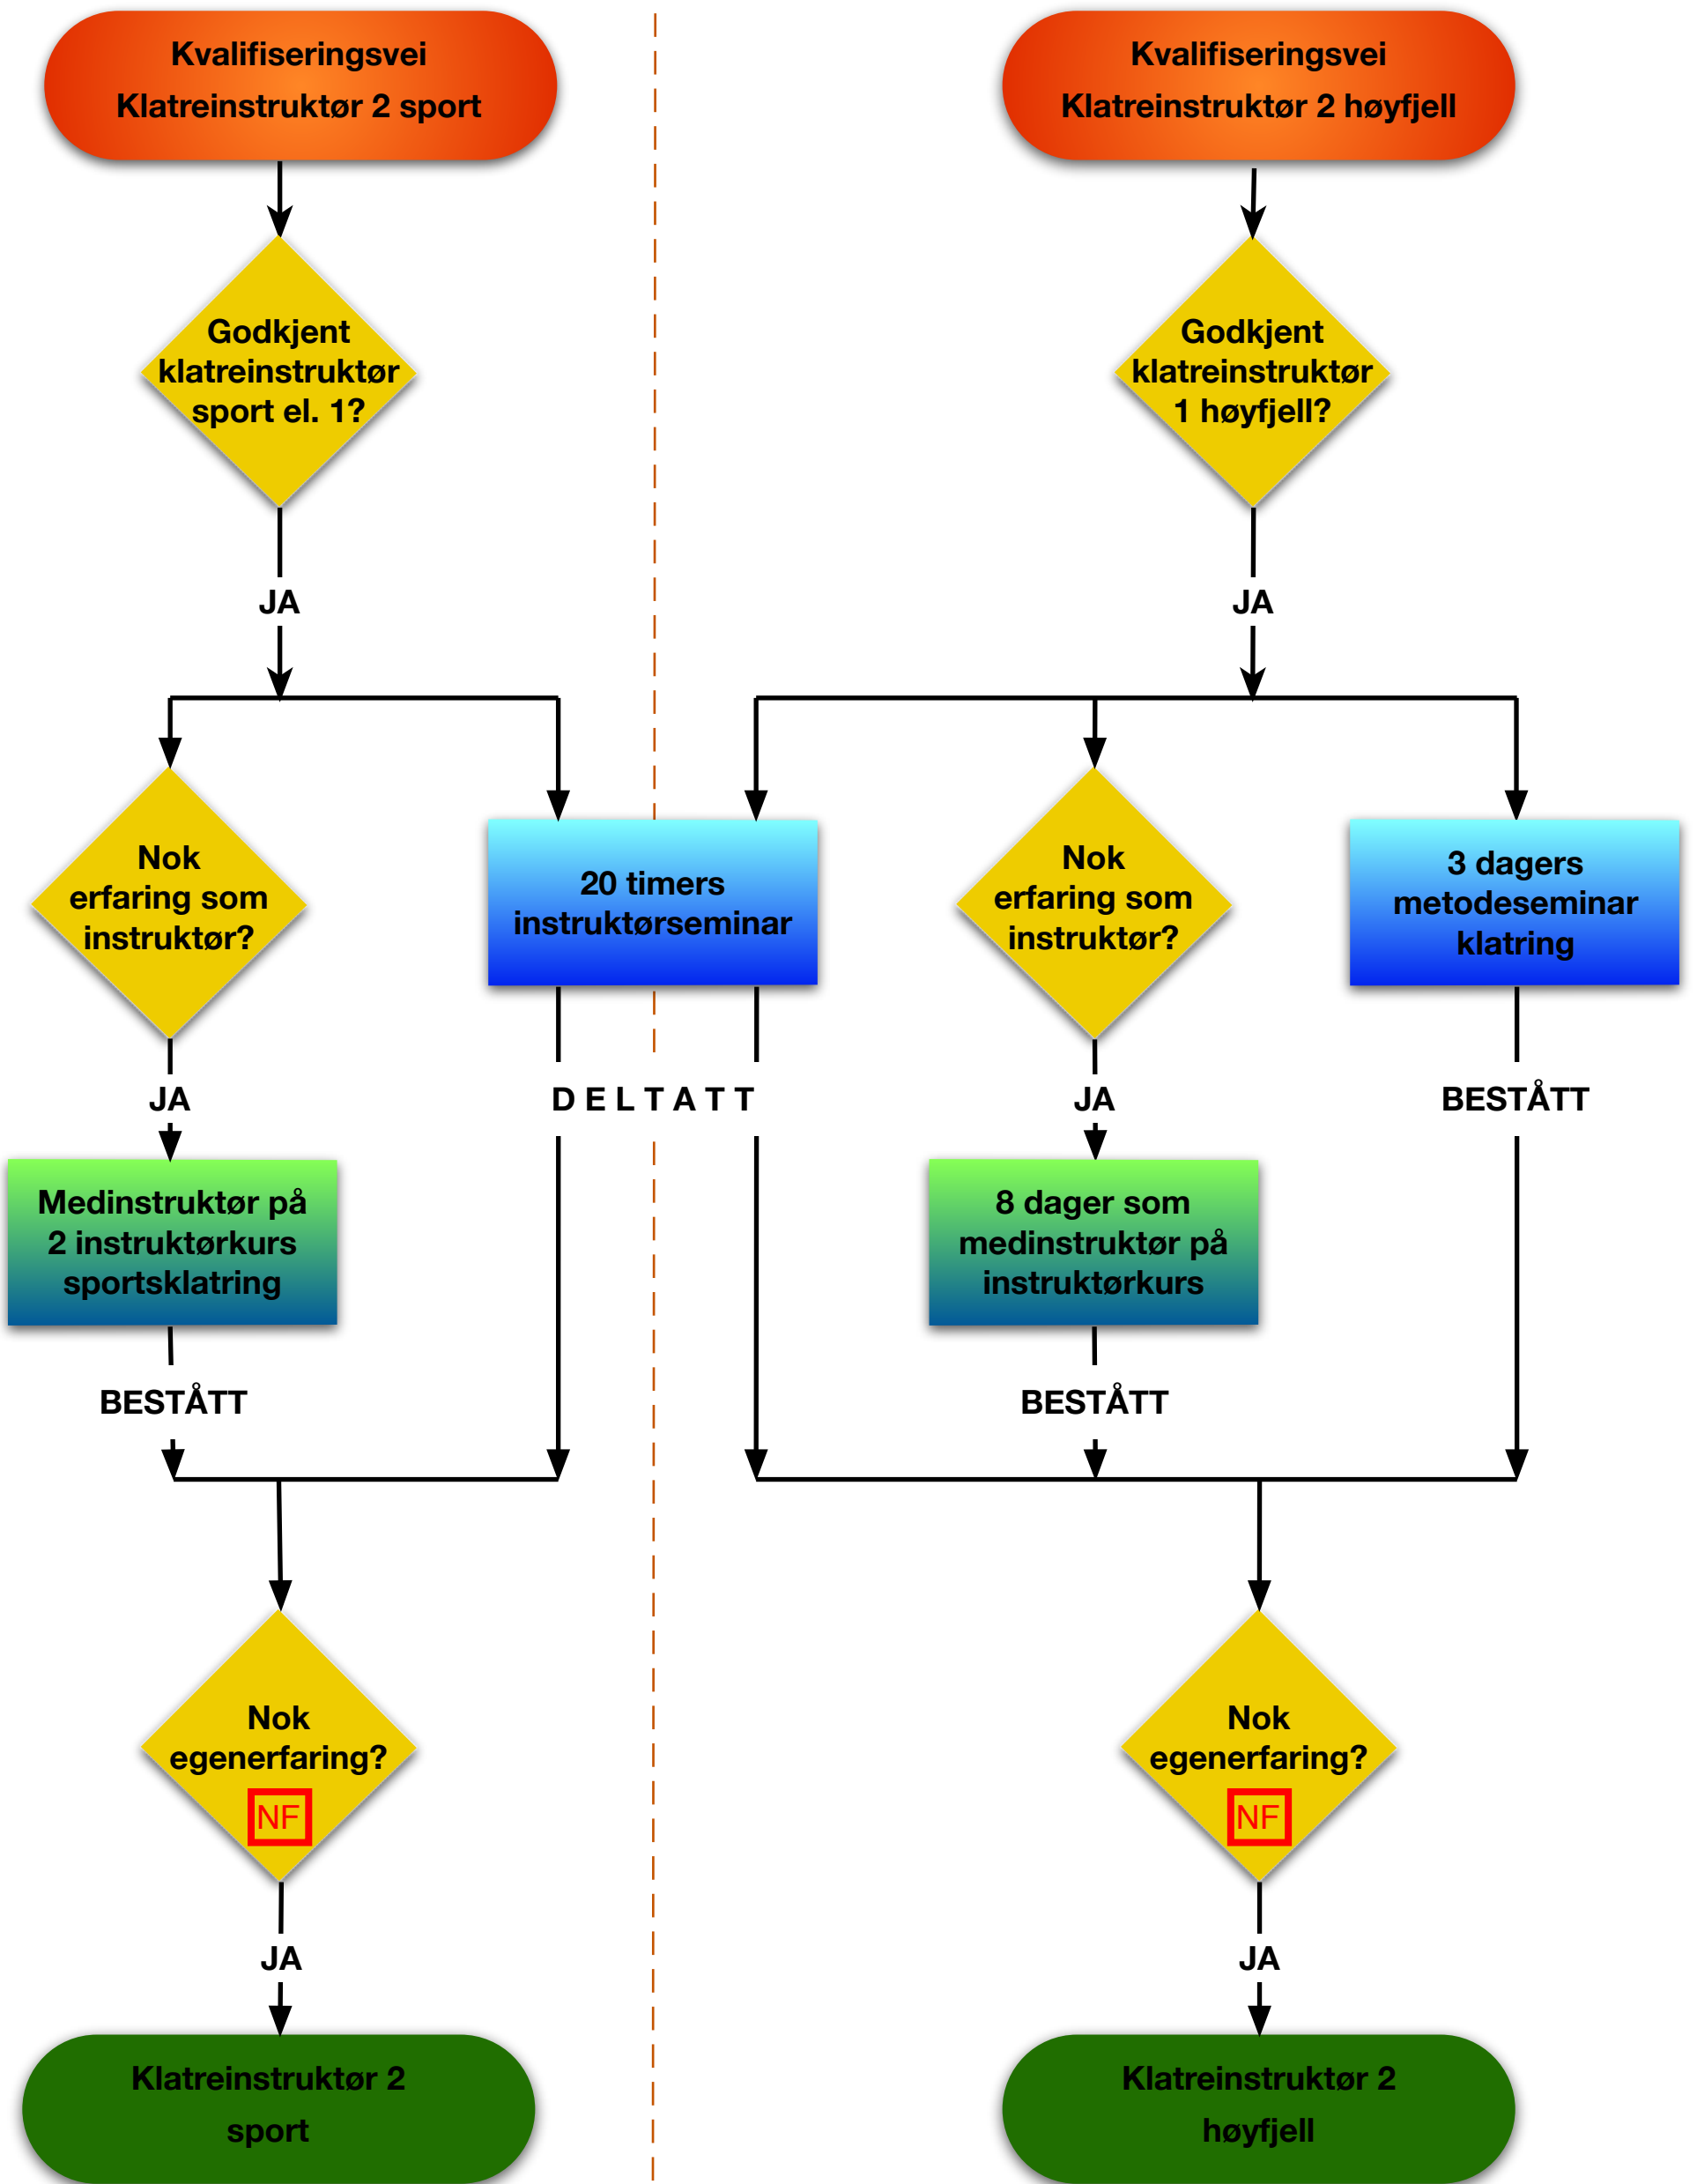 Kvalifiseringsvei
Klatreinstruktør 2 sport
Kvalifiseringsvei
Klatreinstruktør 2 høyfjell
Godkjent
klatreinstruktør
sport el. 1?
Godkjent
klatreinstruktør
1 høyfjell?
JA
JA
Nok
erfaring som
instruktør?
20 timers
instruktørseminar
Nok
erfaring som
instruktør?
3 dagers
metodeseminar
klatring
JA
D E L T A T T
JA
BESTÅTT
Medinstruktør på
2 instruktørkurs
sportsklatring
8 dager som
medinstruktør på
instruktørkurs
BESTÅTT
BESTÅTT
Nok
egenerfaring?
NF
Nok
egenerfaring?
NF
JA
JA
Klatreinstruktør 2
sport
Klatreinstruktør 2
høyfjell